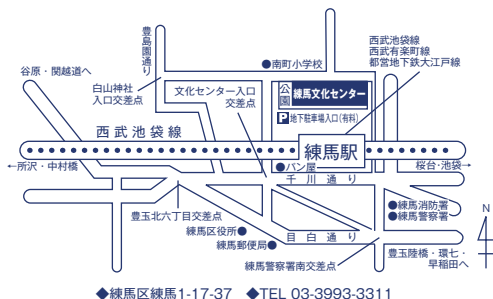 豊島園通り
西武池袋線
西武有楽町線
都営地下鉄大江戸線
●南町小学校
谷原・関越道へ
白山神社
入口交差点
文化センター入口
交差点
公園
練馬文化センター
P地下駐車場入口(有料)
西武池袋線
練馬駅
←所沢・中村橋
●パン屋
桜台・池袋→
千川通り
●練馬消防署
●練馬警察署
豊玉北六丁目交差点
練馬区役所●
練馬郵便局●
目白通り
練馬警察署南交差点
豊玉陸橋・環七・
早稲田へ
4
N
◆練馬区練馬1-17-37 ◆TEL 03-3993-3311